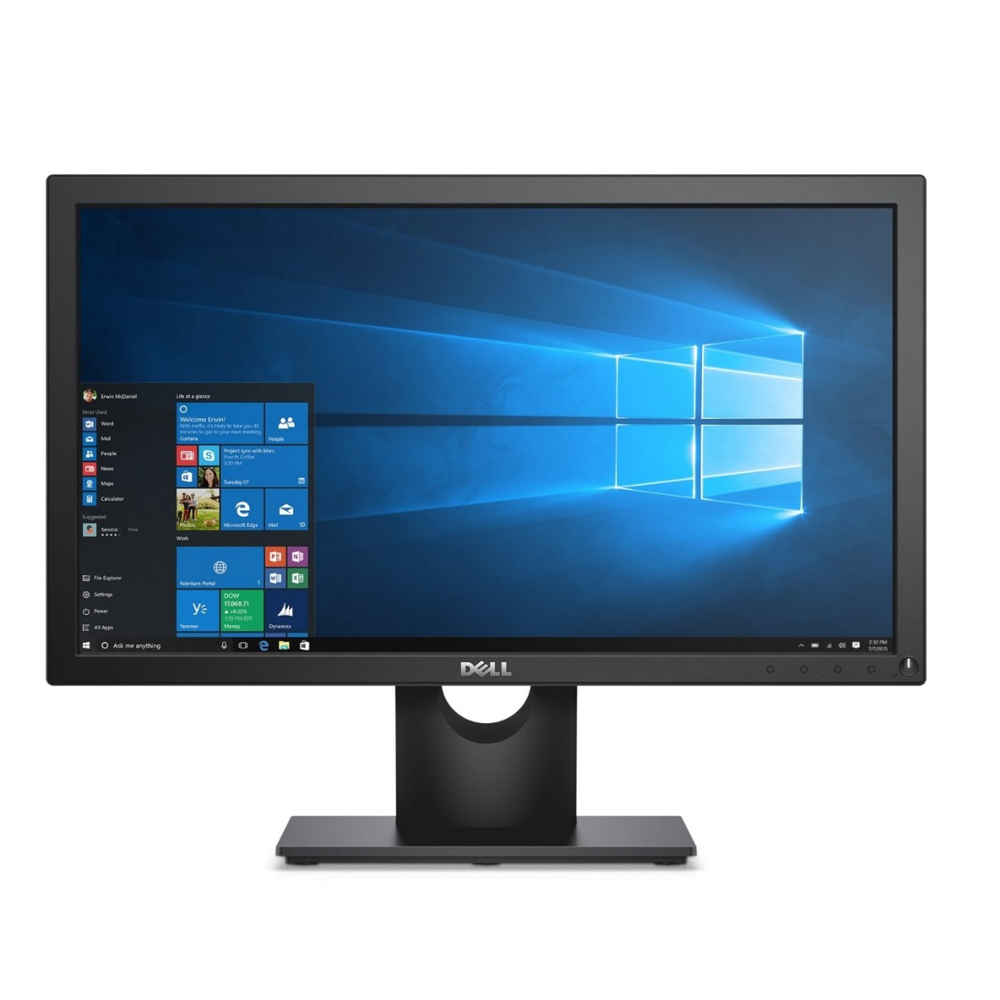 Erwin McDaniel
Most Used
Word
Mail
People
News
Maps
Calculator
Suggested
Seismic Free
File Explorer
Settings
Power
All Apps
Life at a glance
Welcome Erwin!
With traffic, it's likely to take you 45
minutes to get to your next meeting.
Cortana
People
Project sync with Marc
Fourth Coffee
3:30 PM
Tuesday 07
Photos
Microsoft Edge
Mail 10
Work
Fabrikam Portal 1
Yammer
DOW
17,068.71
▲ +0.32%
3:59 PM EDT
Money
Dynamics
Ask me anything
2:30 PM
7/7/2015
DELL